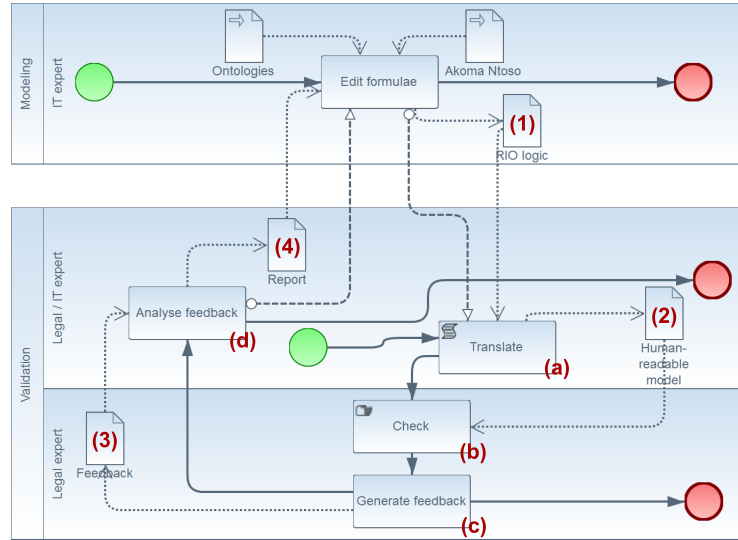 Modeling
IT expert
Ontologies
Akoma Ntoso
Edit formulae
(1)
RIO logic
Validation
Legal / IT expert
(4)
Report
Analyse feedback
(d)
(2)
Human-
readable
model
Translate
(a)
Legal expert
(3)
Feedback
Check
(b)
Generate feedback
(c)